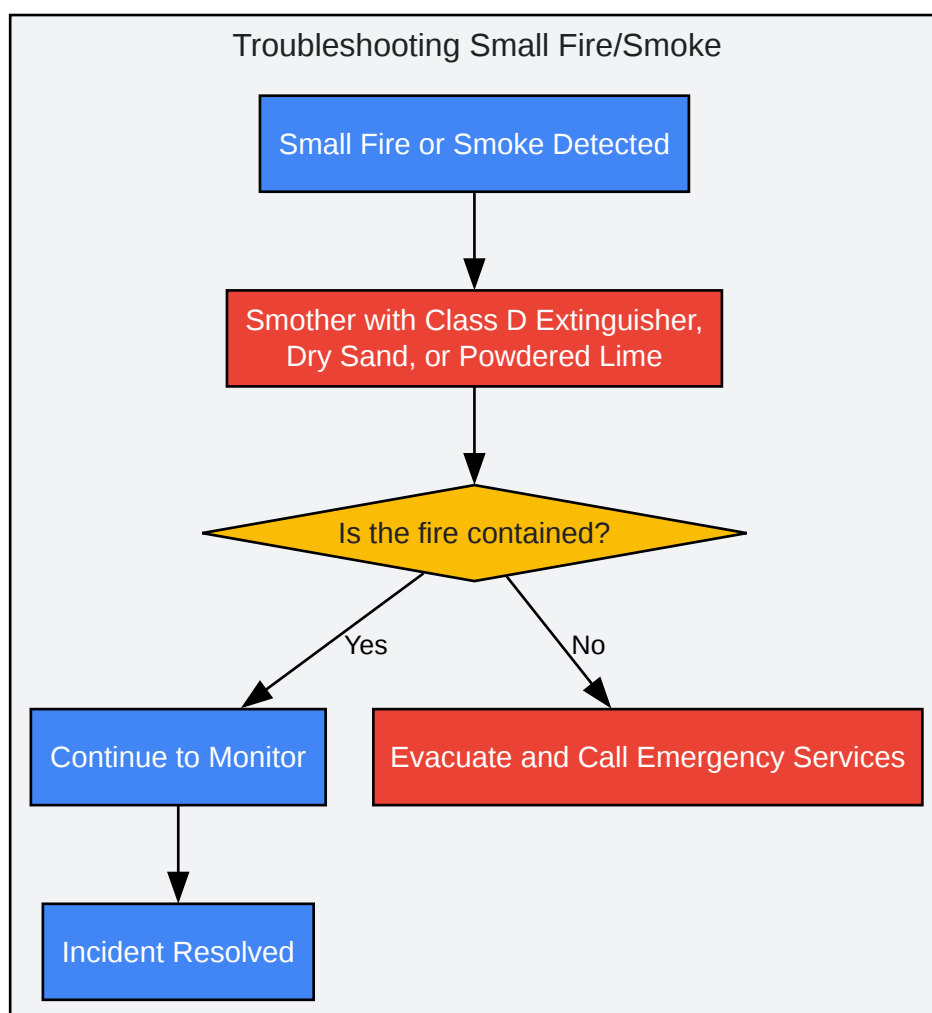 Troubleshooting Small Fire/Smoke
Small Fire or Smoke Detected
Smother with Class D Extinguisher,
Dry Sand, or Powdered Lime
Is the fire contained?
Yes
No
Continue to Monitor
Evacuate and Call Emergency Services
Incident Resolved